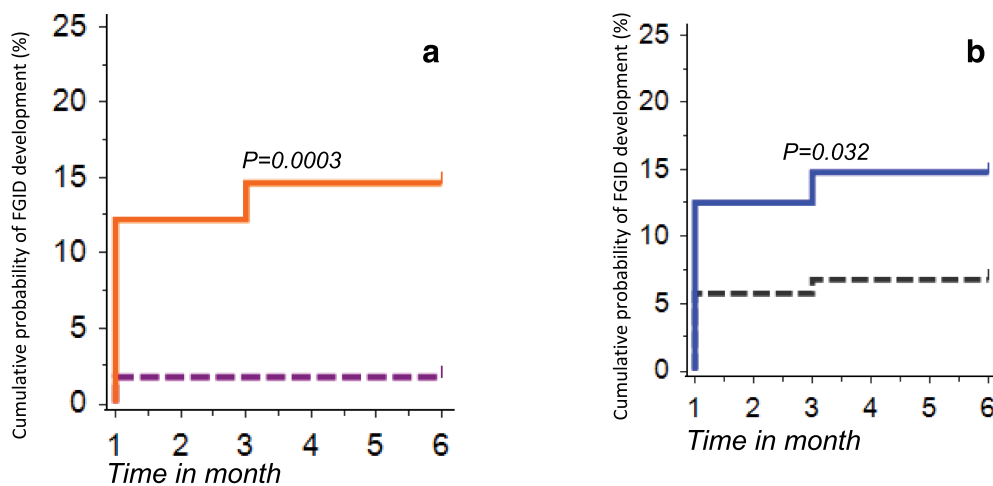 Cumulative probability of FGID development (%)
25
20
15
10
5
0
a
P=0.0003
1 2 3 4 5 6
Time in month
Cumulative probability of FGID development (%)
25
20
15
10
5
0
b
P=0.032
1 2 3 4 5 6
Time in month